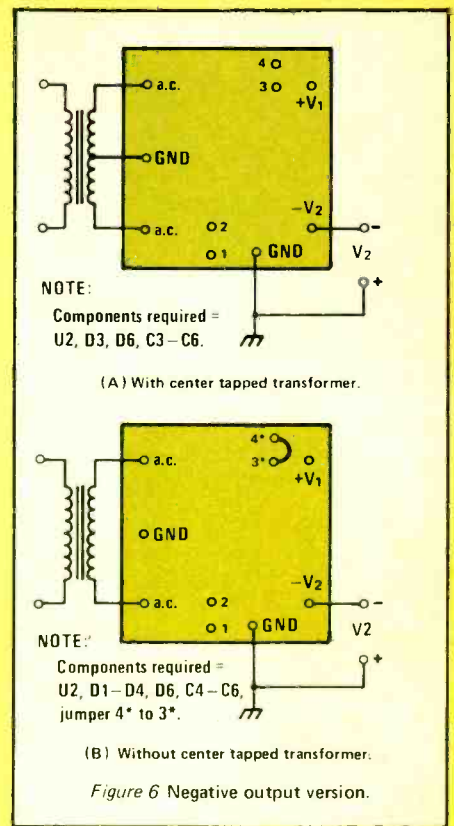 4
a.c.
3
+V₁
GND
−V₂
−
a.c.
2
V₂
1
GND
+
NOTE:
Components required =
U2, D3, D6, C3−C6.
(A) With center tapped transformer.
4*
a.c.
3*
+V₁
GND
−V₂
−
a.c.
2
V2
1
GND
+
NOTE:
Components required =
U2, D1−D4, D6, C4−C6,
jumper 4* to 3*.
(B) Without center tapped transformer.
Figure 6 Negative output version.